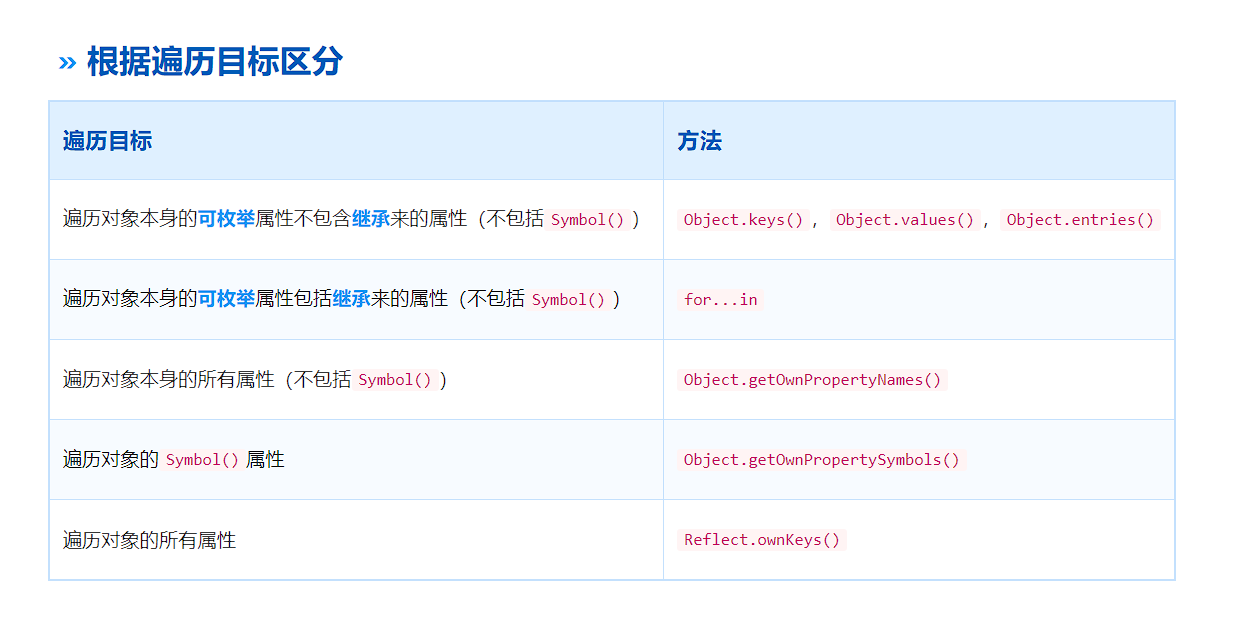 » 根据遍历目标区分
遍历目标 方法
遍历对象本身的可枚举属性不包含继承来的属性（不包括 Symbol() ） Object.keys() ， Object.values() ， Object.entries()
遍历对象本身的可枚举属性包括继承来的属性（不包括 Symbol() ） for...in
遍历对象本身的所有属性（不包括 Symbol() ） Object.getOwnPropertyNames()
遍历对象的 Symbol() 属性 Object.getOwnPropertySymbols()
遍历对象的所有属性 Reflect.ownKeys()